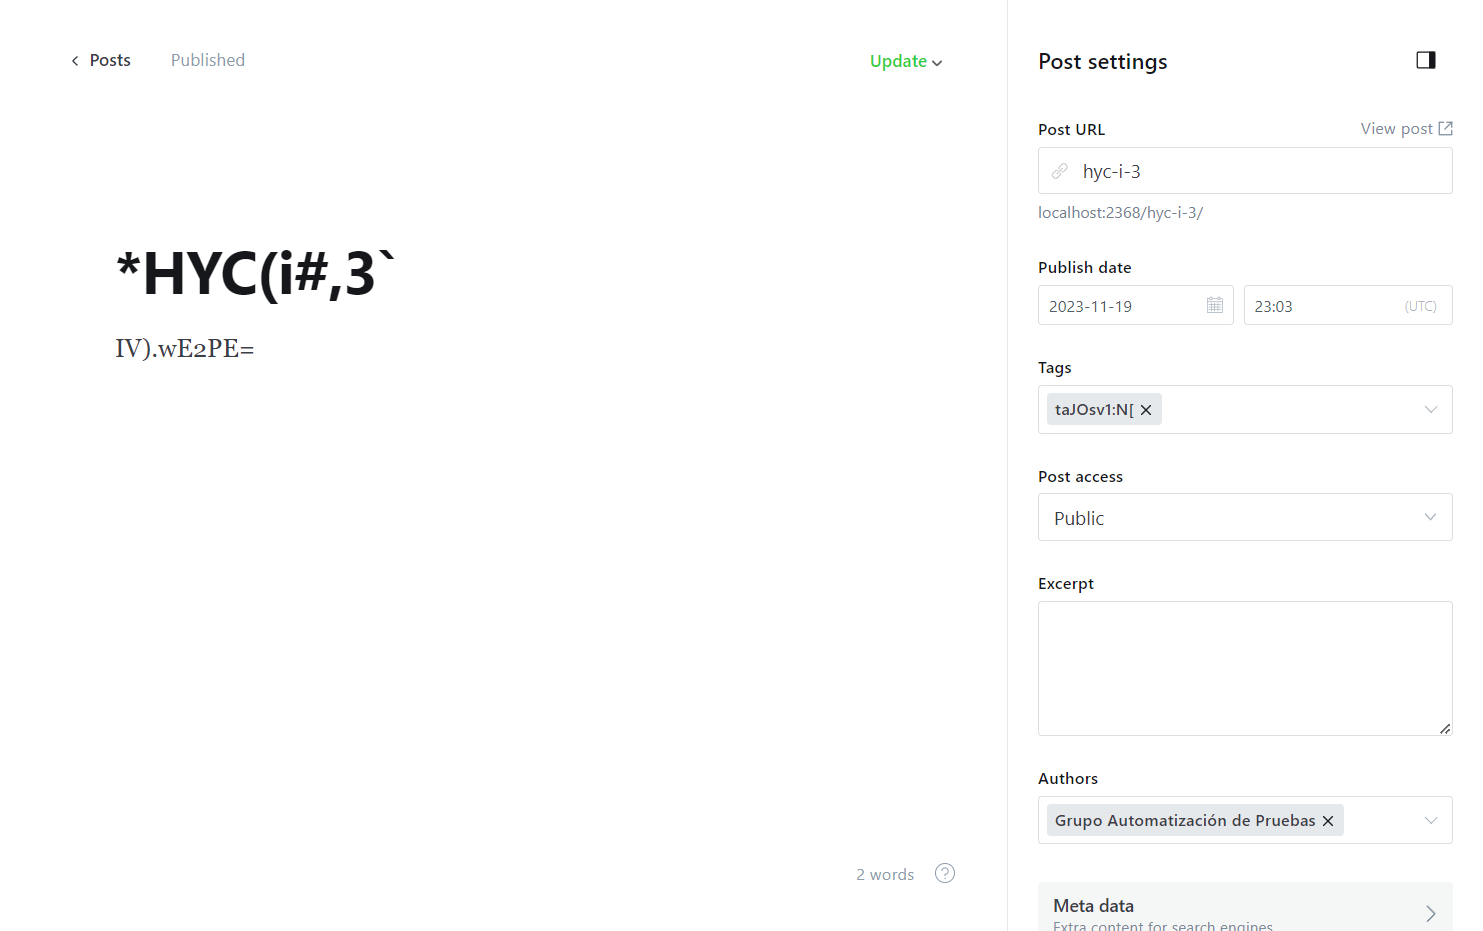 Posts
Published
Update
*HYC(i#,3`
IV).wE2PE=
2 words
?
Post settings
Post URL
View post
hyc-i-3
localhost:2368/hyc-i-3/
Publish date
2023-11-19
23:03 (UTC)
Tags
taJOsv1:N[
Post access
Public
Excerpt
Authors
Grupo Automatización de Pruebas
Meta data
Extra content for search engines